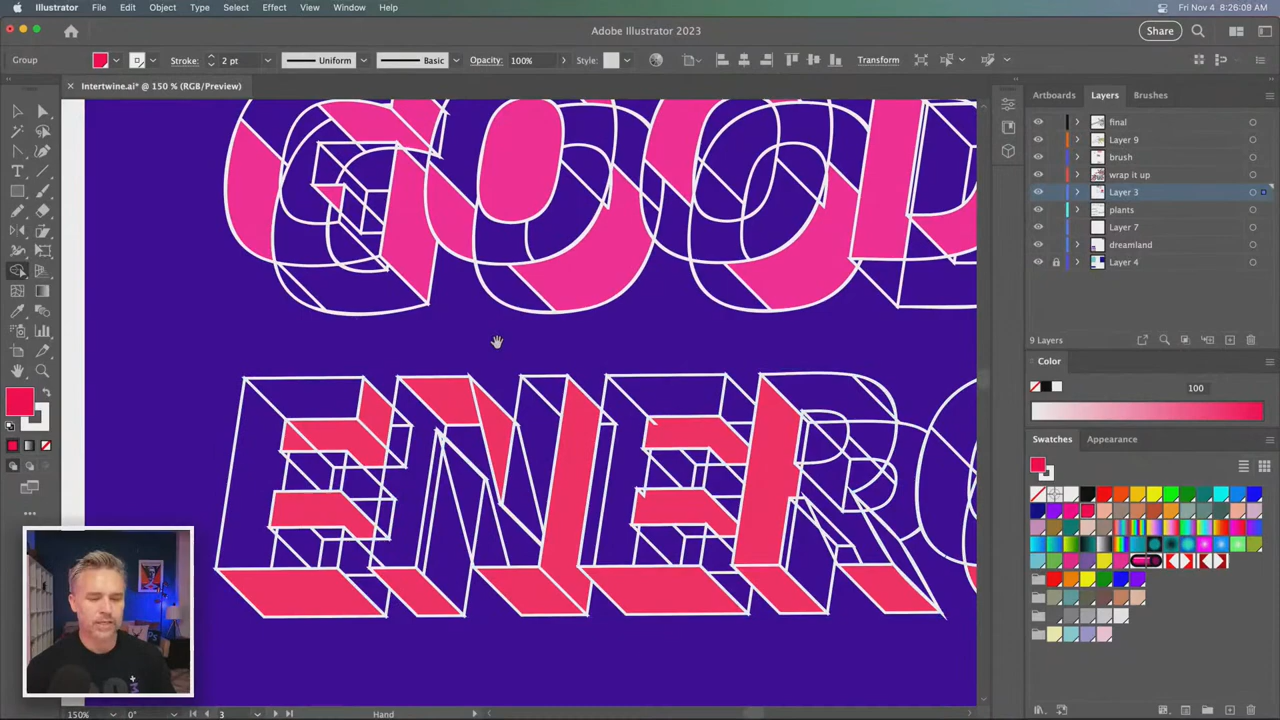 Illustrator File Edit Object Type Select Effect View Window Help
Fri Nov 4 8:26:09 AM
Adobe Illustrator 2023
Share
Group
Stroke:
2 pt
Uniform
Basic
Opacity:
100%
Style:
Transform
Intertwine.ai* @ 150 % (RGB/Preview)
Artboards
Layers
Brushes
final
Layer 9
brush
wrap it up
Layer 3
plants
Layer 7
dreamland
Layer 4
9 Layers
Color
100
Swatches
Appearance
GOOD
ENER
150%
0°
3
Hand